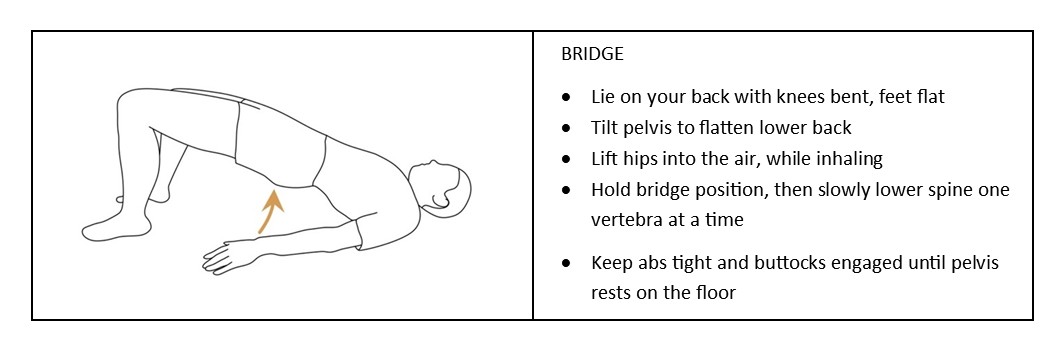 BRIDGE
• Lie on your back with knees bent, feet flat
• Tilt pelvis to flatten lower back
• Lift hips into the air, while inhaling
• Hold bridge position, then slowly lower spine one
vertebra at a time
• Keep abs tight and buttocks engaged until pelvis
rests on the floor